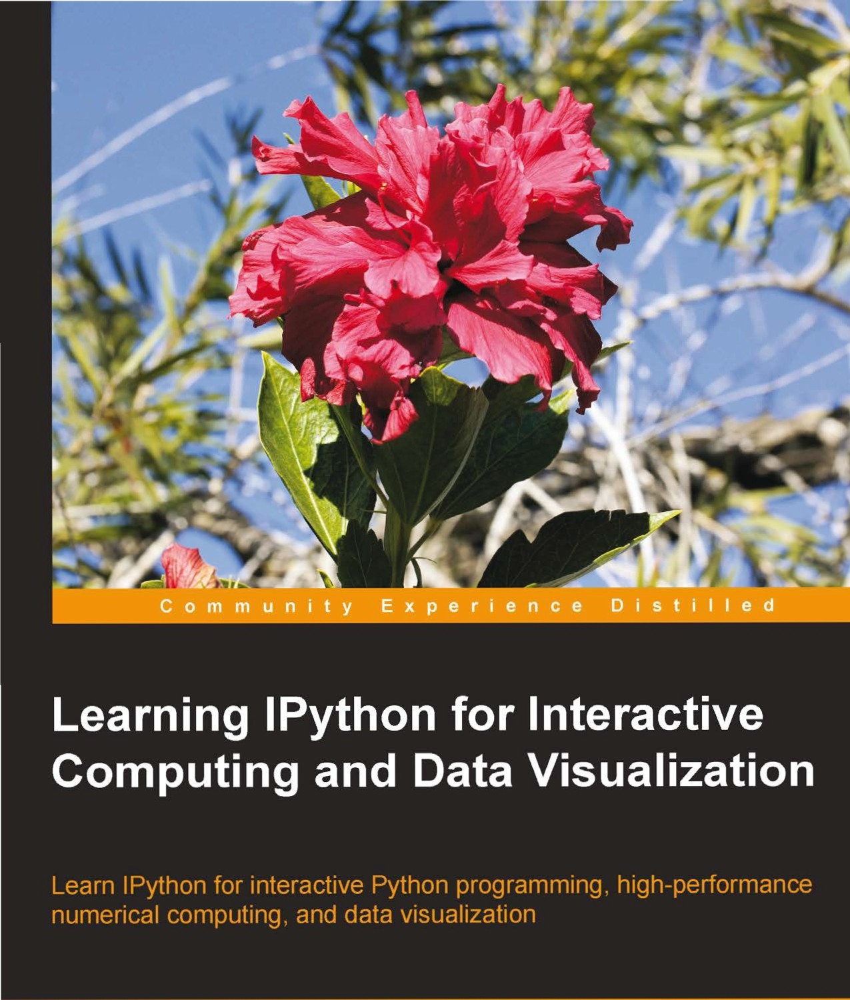 Community Experience Distilled
Learning IPython for Interactive
Computing and Data Visualization
Learn IPython for interactive Python programming, high-performance
numerical computing, and data visualization